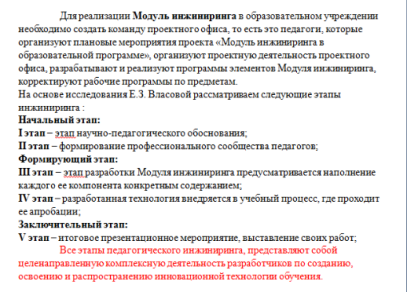 Для реализации Модуль инжиниринга в образовательном учреждении
необходимо создать команду проектного офиса, то есть это педагоги, которые
организуют плановые мероприятия проекта «Модуль инжиниринга в
образовательной программе», организуют проектную деятельность проектного
офиса, разрабатывают и реализуют программы элементов Модуля инжиниринга,
корректируют рабочие программы по предметам.
На основе исследования Е.З. Власовой рассматриваем следующие этапы
инжиниринга :
Начальный этап:
I этап – этап научно-педагогического обоснования;
II этап – формирование профессионального сообщества педагогов;
Формирующий этап:
III этап – этап разработки Модуля инжиниринга предусматривается наполнение
каждого ее компонента конкретным содержанием;
IV этап – разработанная технология внедряется в учебный процесс, где проходит
ее апробации;
Заключительный этап:
V этап – итоговое презентационное мероприятие, выставление своих работ;
Все этапы педагогического инжиниринга, представляют собой
целенаправленную комплексную деятельность разработчиков по созданию,
освоению и распространению инновационной технологии обучения.